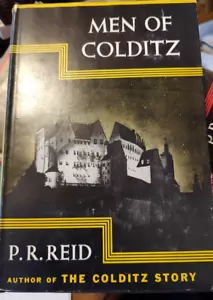 MEN OF
COLDITZ
P.R. REID
AUTHOR OF THE COLDITZ STORY